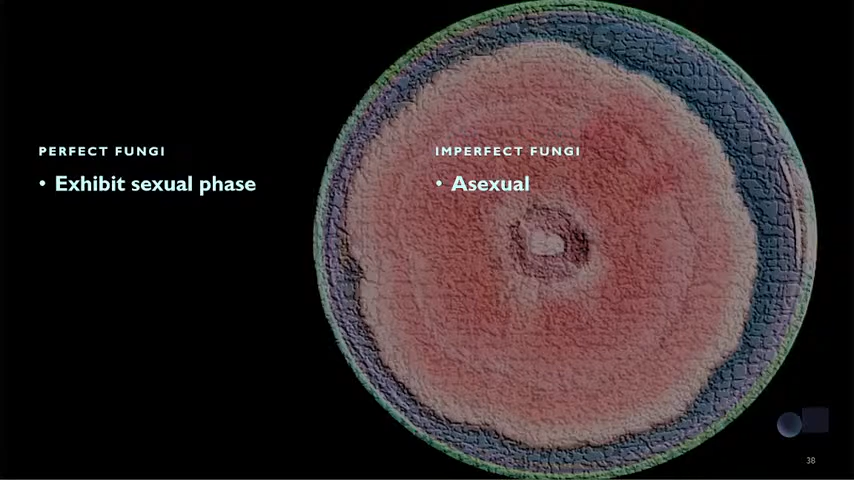 PERFECT FUNGI
• Exhibit sexual phase
IMPERFECT FUNGI
• Asexual
38